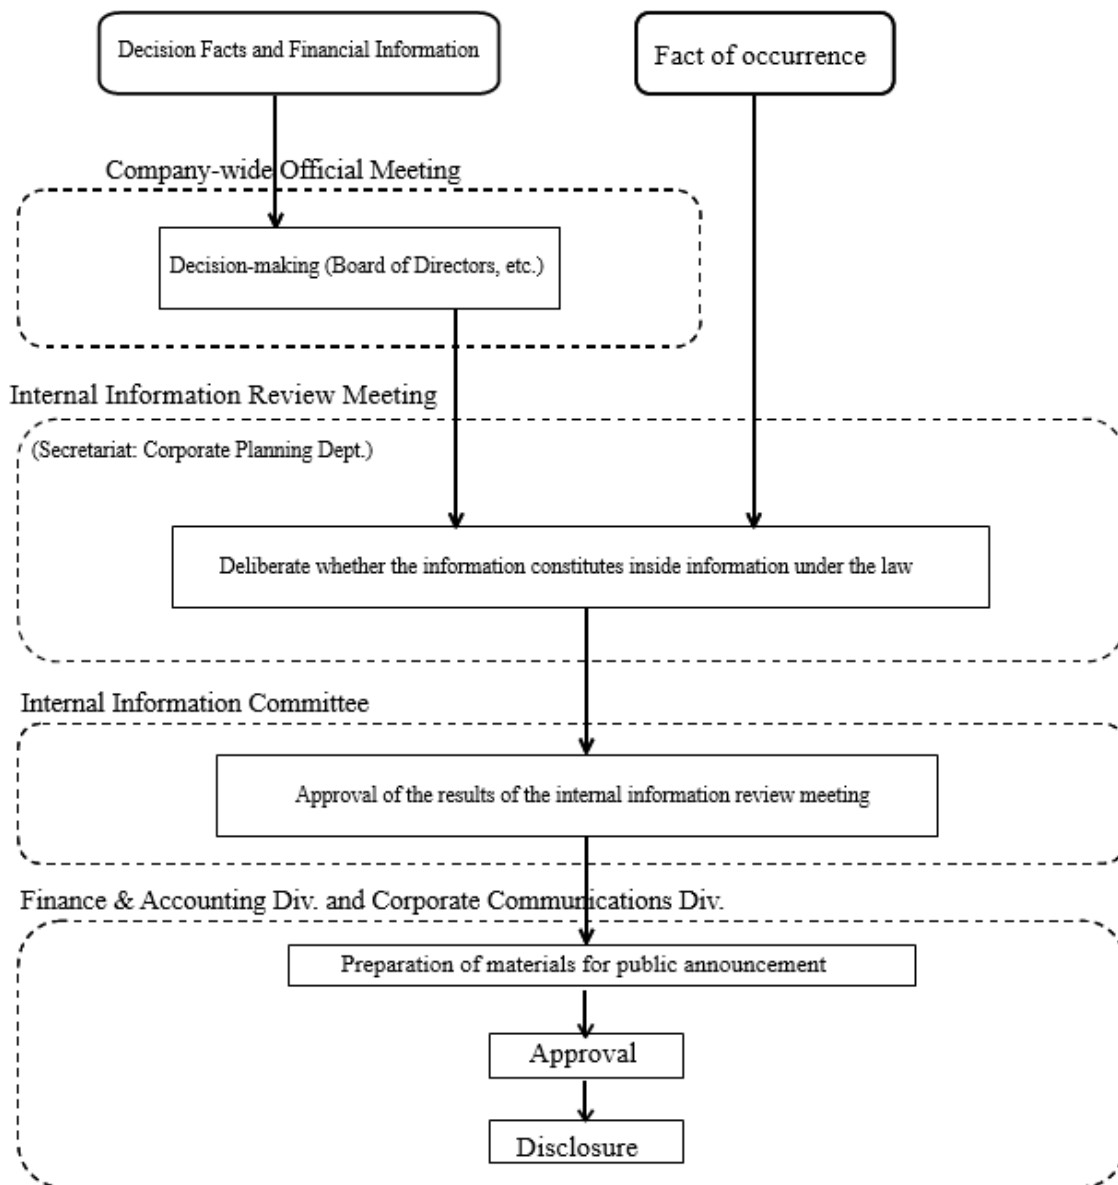 Decision Facts and Financial Information
Fact of occurrence
Company-wide Official Meeting
Decision-making (Board of Directors, etc.)
Internal Information Review Meeting
(Secretariat: Corporate Planning Dept.)
Deliberate whether the information constitutes inside information under the law
Internal Information Committee
Approval of the results of the internal information review meeting
Finance & Accounting Div. and Corporate Communications Div.
Preparation of materials for public announcement
Approval
Disclosure